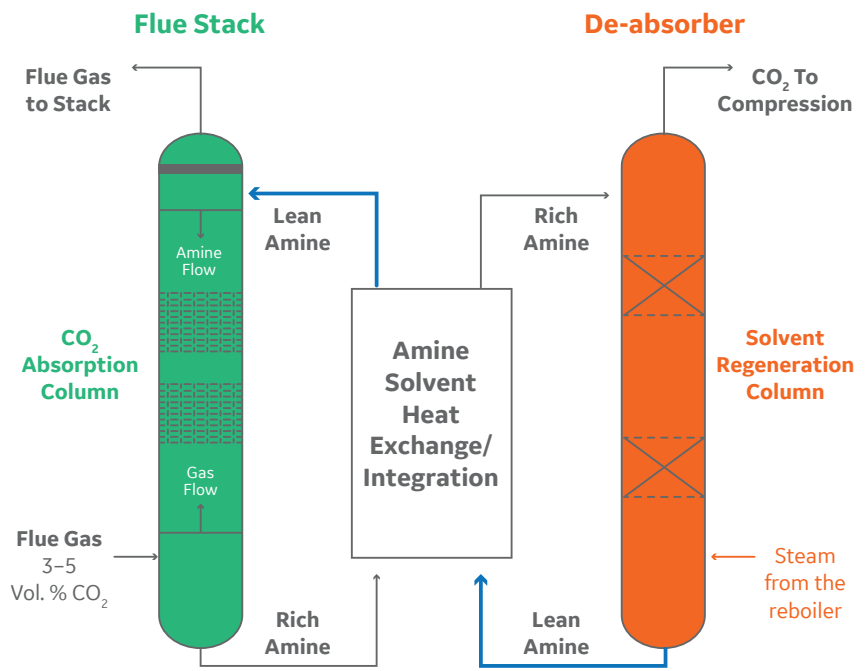 Flue Stack
De-absorber
Flue Gas
to Stack
CO₂ To
Compression
Lean
Amine
Rich
Amine
Amine
Flow
CO₂
Absorption
Column
Amine
Solvent
Heat
Exchange/
Integration
Solvent
Regeneration
Column
Gas
Flow
Flue Gas
3–5
Vol. % CO₂
Steam
from the
reboiler
Rich
Amine
Lean
Amine